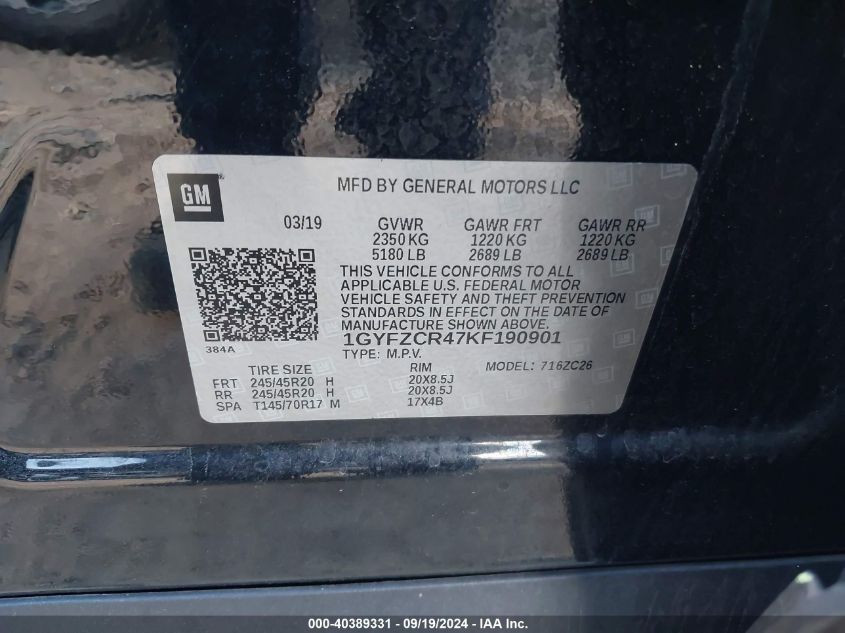 GM ®
MFD BY GENERAL MOTORS LLC
03/19 GVWR GAWR FRT GAWR RR
2350 KG 1220 KG 1220 KG
5180 LB 2689 LB 2689 LB
THIS VEHICLE CONFORMS TO ALL
APPLICABLE U.S. FEDERAL MOTOR
VEHICLE SAFETY AND THEFT PREVENTION
STANDARDS IN EFFECT ON THE DATE OF
MANUFACTURE SHOWN ABOVE.
384A 1GYFZCR47KF190901
TYPE: M.P.V. MODEL: 716ZC26
TIRE SIZE RIM
FRT 245/45R20 H 20X8.5J
RR 245/45R20 H 20X8.5J
SPA T145/70R17 M 17X4B
000-40389331 - 09/19/2024 - IAA Inc.